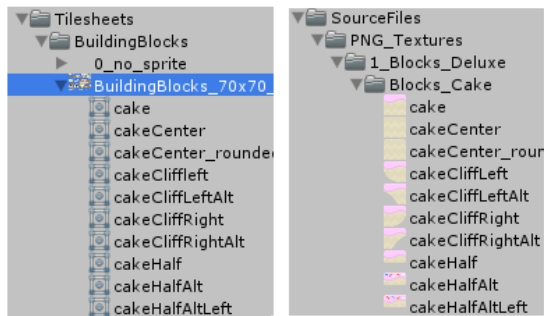 Tilesheets
BuildingBlocks
0_no_sprite
BuildingBlocks_70x70_
cake
cakeCenter
cakeCenter_rounded
cakeCliffleft
cakeCliffLeftAlt
cakeCliffRight
cakeCliffRightAlt
cakeHalf
cakeHalfAlt
cakeHalfAltLeft
SourceFiles
PNG_Textures
1_Blocks_Deluxe
Blocks_Cake
cake
cakeCenter
cakeCenter_roun
cakeCliffLeft
cakeCliffLeftAlt
cakeCliffRight
cakeCliffRightAlt
cakeHalf
cakeHalfAlt
cakeHalfAltLeft